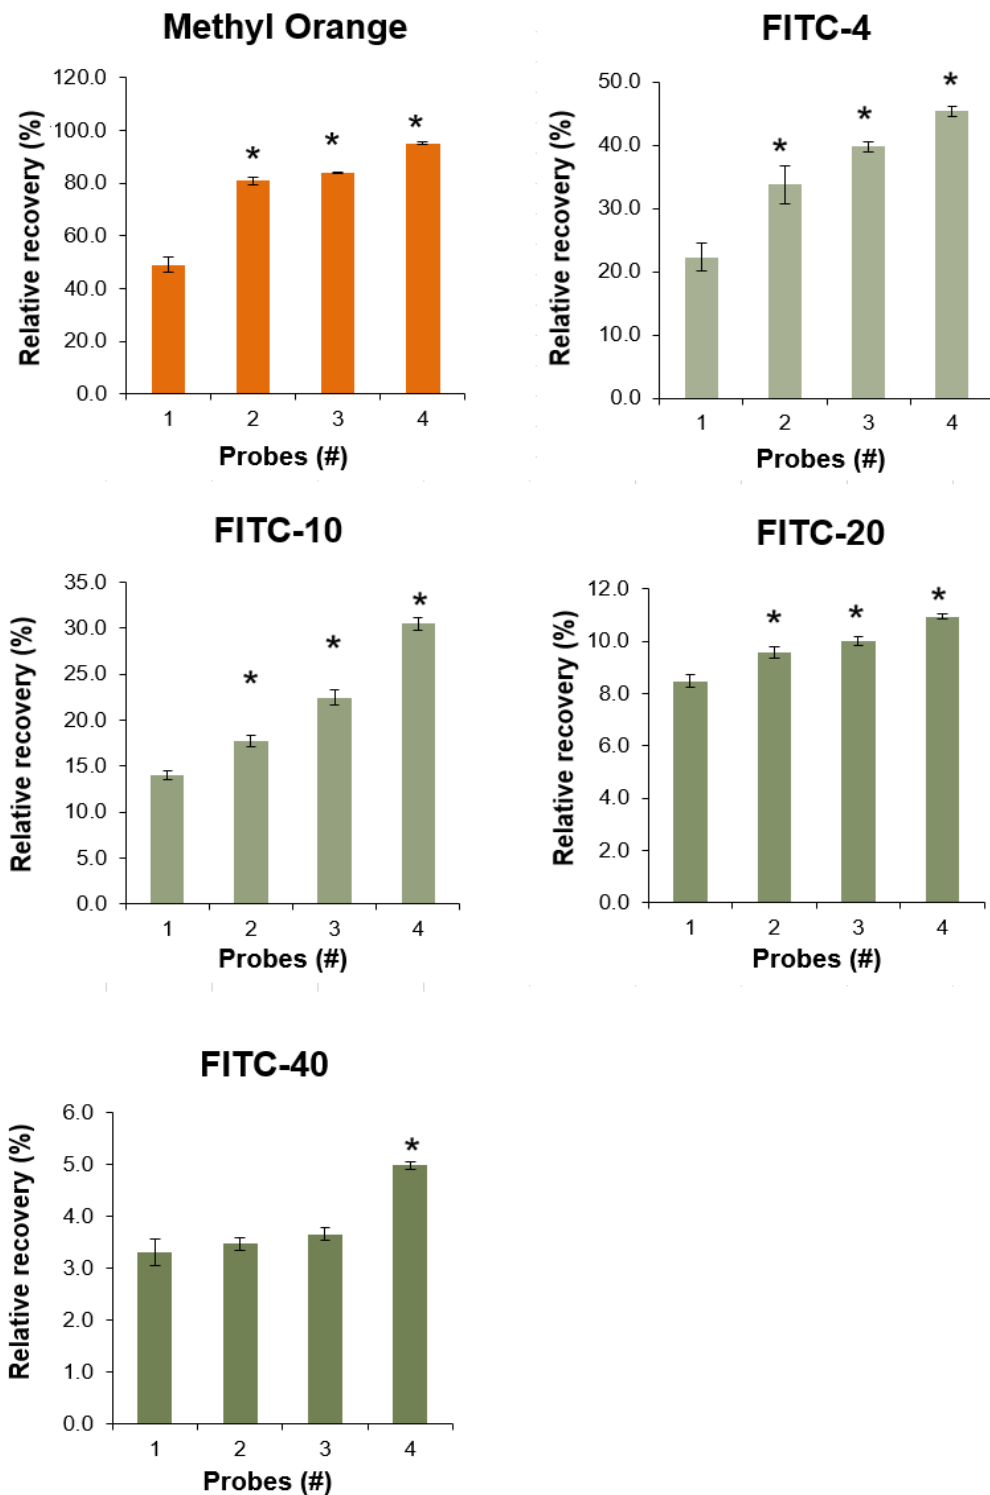 Methyl Orange
Relative recovery (%)
120.0
100.0
80.0
60.0
40.0
20.0
0.0
*
*
*
1 2 3 4
Probes (#)
FITC-4
Relative recovery (%)
50.0
40.0
30.0
20.0
10.0
0.0
*
*
*
1 2 3 4
Probes (#)
FITC-10
Relative recovery (%)
35.0
30.0
25.0
20.0
15.0
10.0
5.0
0.0
*
*
*
1 2 3 4
Probes (#)
FITC-20
Relative recovery (%)
12.0
10.0
8.0
6.0
4.0
2.0
0.0
*
*
*
1 2 3 4
Probes (#)
FITC-40
Relative recovery (%)
6.0
5.0
4.0
3.0
2.0
1.0
0.0
*
1 2 3 4
Probes (#)